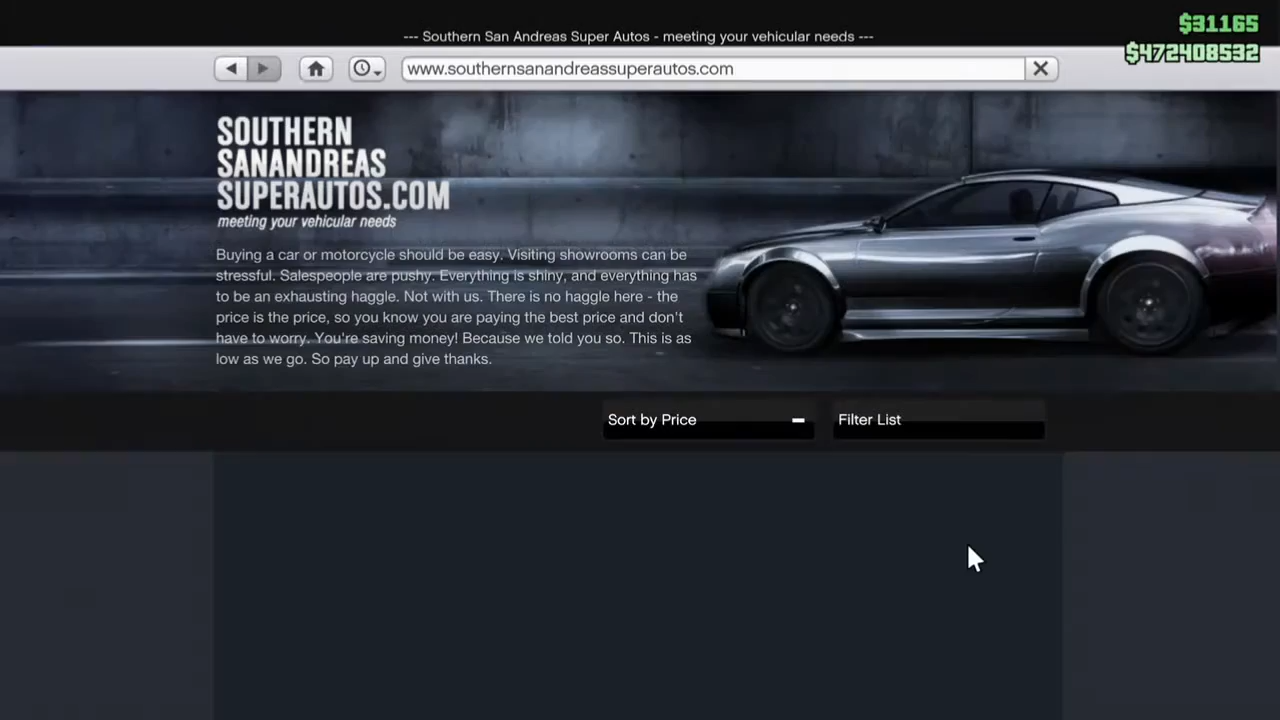 $31165
--- Southern San Andreas Super Autos - meeting your vehicular needs ---
$472408532
www.southernsanandreassuperautos.com
SOUTHERN
SANANDREAS
SUPERAUTOS.COM
meeting your vehicular needs
Buying a car or motorcycle should be easy. Visiting showrooms can be
stressful. Salespeople are pushy. Everything is shiny, and everything has
to be an exhausting haggle. Not with us. There is no haggle here - the
price is the price, so you know you are paying the best price and don't
have to worry. You're saving money! Because we told you so. This is as
low as we go. So pay up and give thanks.
Sort by Price
Filter List